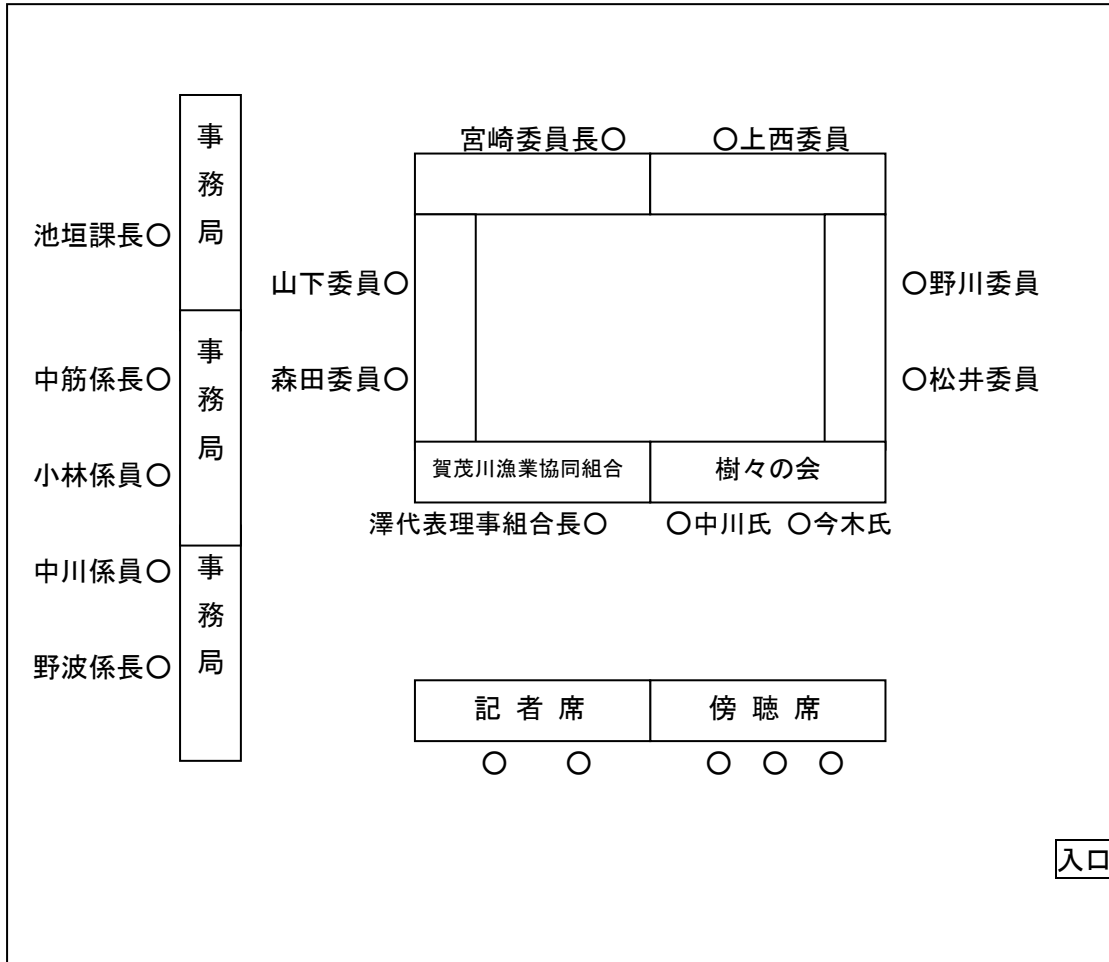 事務局
宮崎委員長○ ○上西委員
池垣課長○
山下委員○ ○野川委員
事務局
中筋係長○ 森田委員○ ○松井委員
小林係員○ 賀茂川漁業協同組合 樹々の会
澤代表理事組合長○ ○中川氏 ○今木氏
中川係員○ 事務局
野波係長○
記者席 傍聴席
○ ○ ○ ○ ○
入口